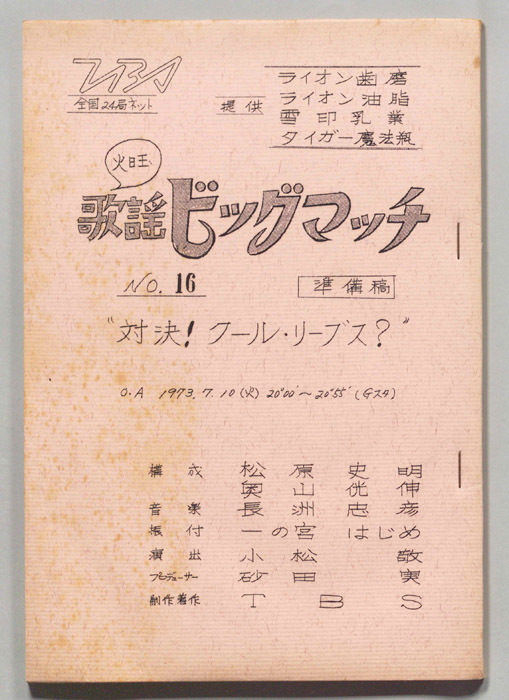 TBS
全国24局ネット
提供
ライオン歯磨
ライオン油脂
雪印乳業
タイガー魔法瓶
火旺
歌謡ビッグマッチ
NO. 16
準備稿
"対決! クール・リーブス?"
O.A 1973.7.10(火) 20°00'~20°55'(Gスタ)
構成 松原史明
奥山侊伸
音楽 長洲忠彦
振付 一の宮はじめ
演出 小松敬
プロデューサー 砂田実
制作著作 TBS